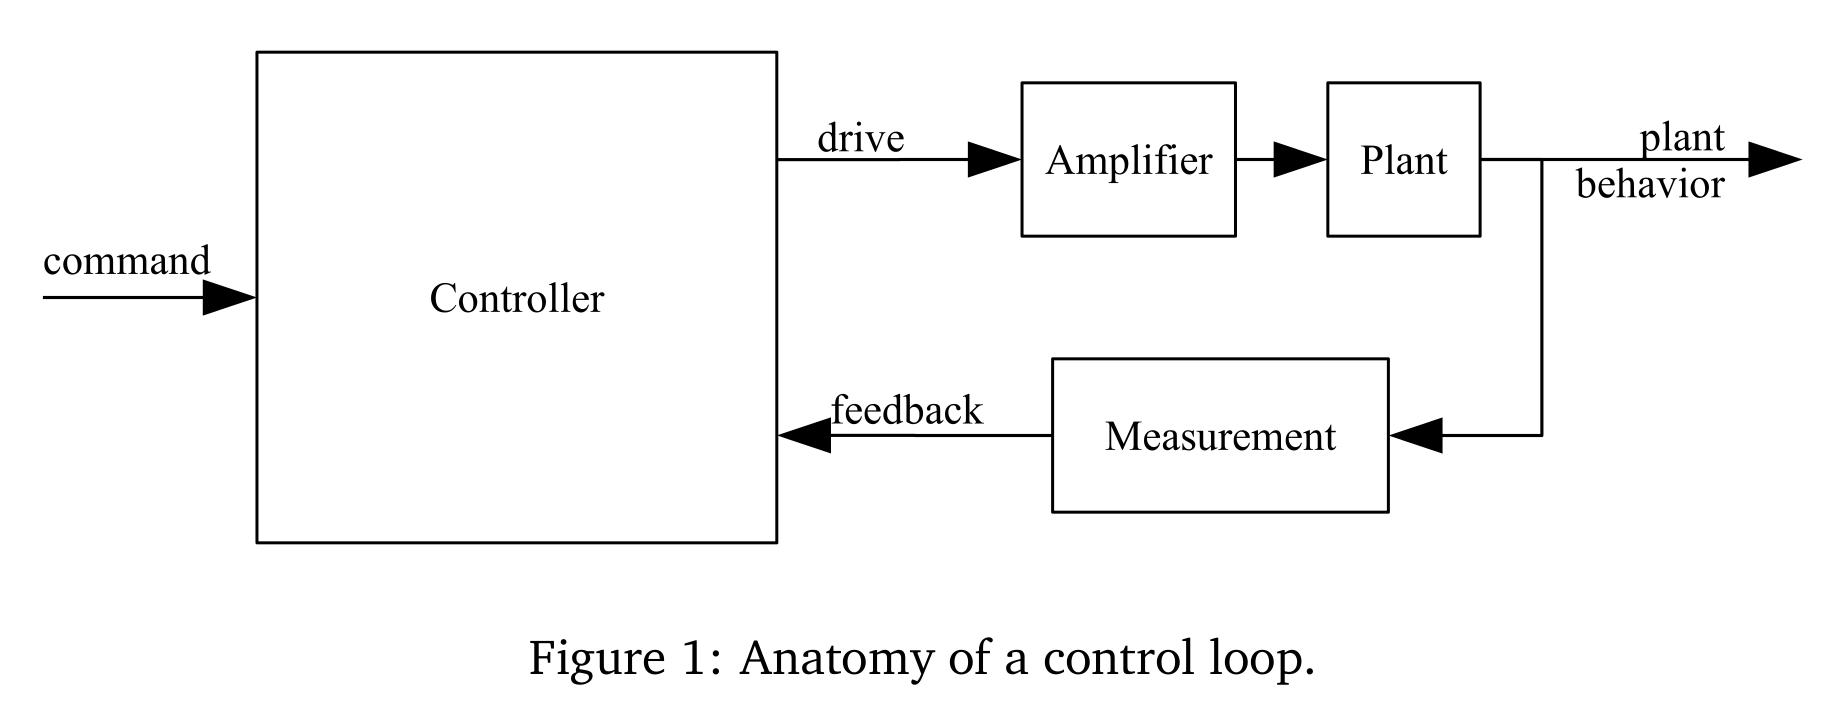 drive
Amplifier
Plant
plant
behavior
command
Controller
feedback
Measurement
Figure 1: Anatomy of a control loop.